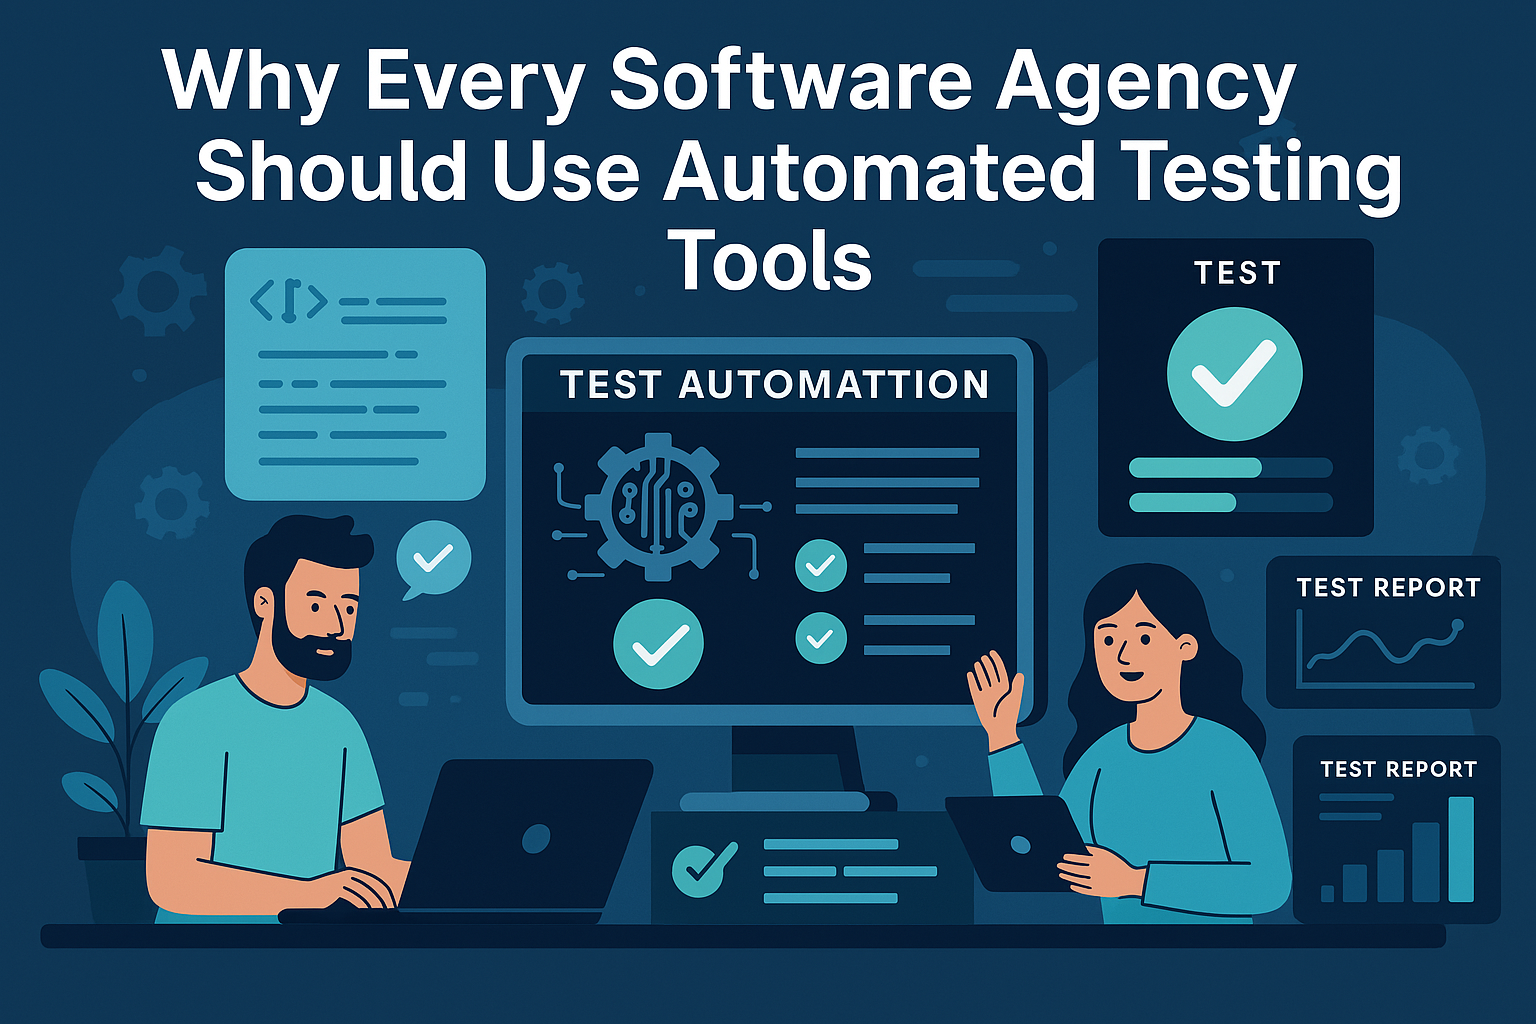 Why Every Software Agency
Should Use Automated Testing
Tools
TEST
TEST AUTOMATTION
TEST REPORT
TEST REPORT